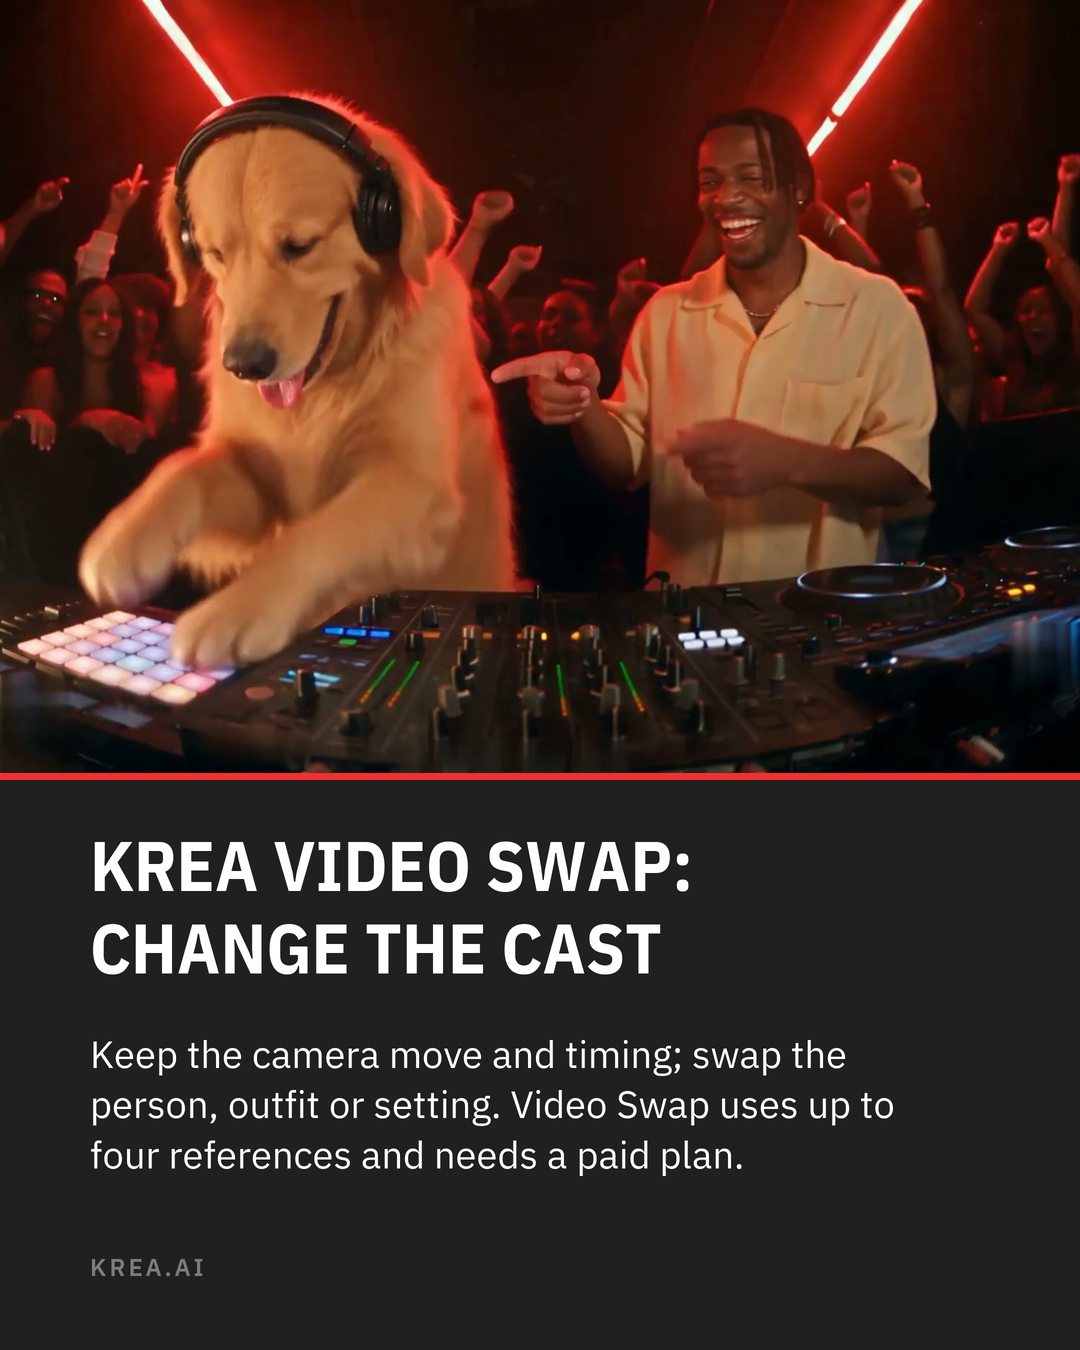 KREA VIDEO SWAP:
CHANGE THE CAST
Keep the camera move and timing; swap the
person, outfit or setting. Video Swap uses up to
four references and needs a paid plan.
KREA.AI